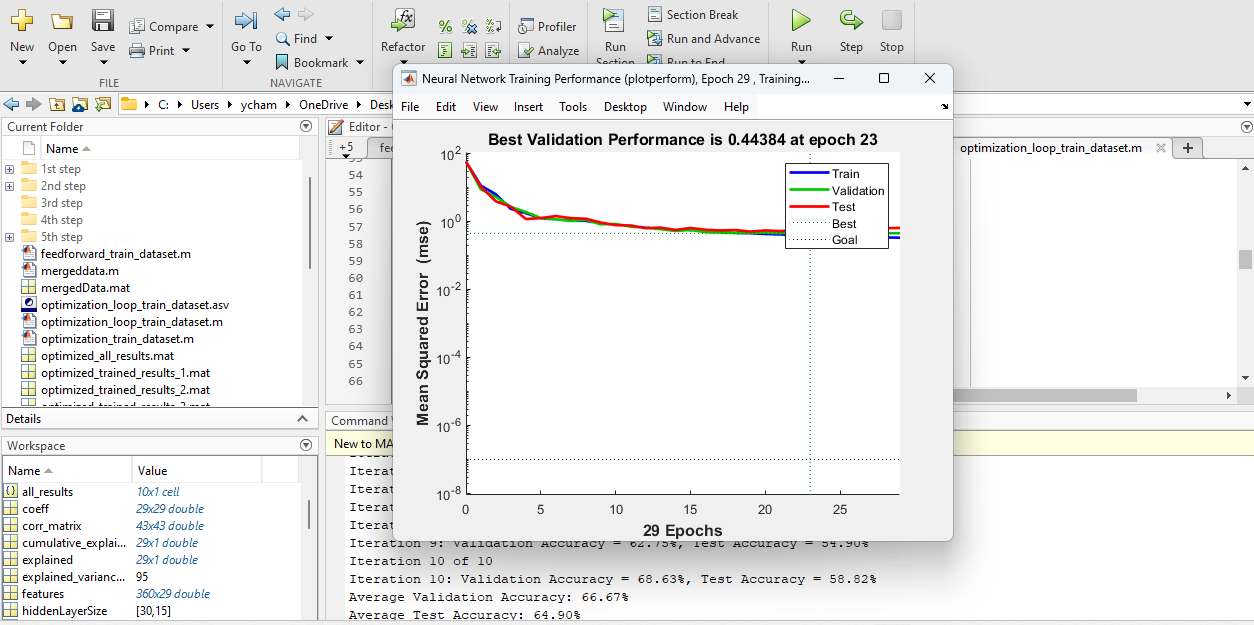 New
Open
Save
Compare
Print
FILE
Go To
Find
Bookmark
NAVIGATE
Refactor
Profiler
Analyze
Run
Section Break
Run and Advance
Run
Step
Stop
C:
Users
ycham
OneDrive
Current Folder
Name
1st step
2nd step
3rd step
4th step
5th step
feedforward_train_dataset.m
mergeddata.m
mergedData.mat
optimization_loop_train_dataset.asv
optimization_loop_train_dataset.m
optimization_train_dataset.m
optimized_all_results.mat
optimized_trained_results_1.mat
optimized_trained_results_2.mat
Details
Workspace
Name Value
all_results 10x1 cell
coeff 29x29 double
corr_matrix 43x43 double
cumulative_explai... 29x1 double
explained 29x1 double
explained_varianc... 95
features 360x29 double
hiddenLayerSize [30,15]
Editor -
+5
optimization_loop_train_dataset.m
54
55
56
57
58
59
60
61
62
63
64
65
66
Neural Network Training Performance (plotperform), Epoch 29 , Training...
File Edit View Insert Tools Desktop Window Help
Best Validation Performance is 0.44384 at epoch 23
Mean Squared Error (mse)
10^2
10^0
10^-2
10^-4
10^-6
10^-8
Train
Validation
Test
Best
Goal
0 5 10 15 20 25
29 Epochs
Command
New to MA
Iterat
Iterat
Iterat
Iterat
Iteration 9: Validation Accuracy = 62.75%, Test Accuracy = 54.90%
Iteration 10 of 10
Iteration 10: Validation Accuracy = 68.63%, Test Accuracy = 58.82%
Average Validation Accuracy: 66.67%
Average Test Accuracy: 64.90%